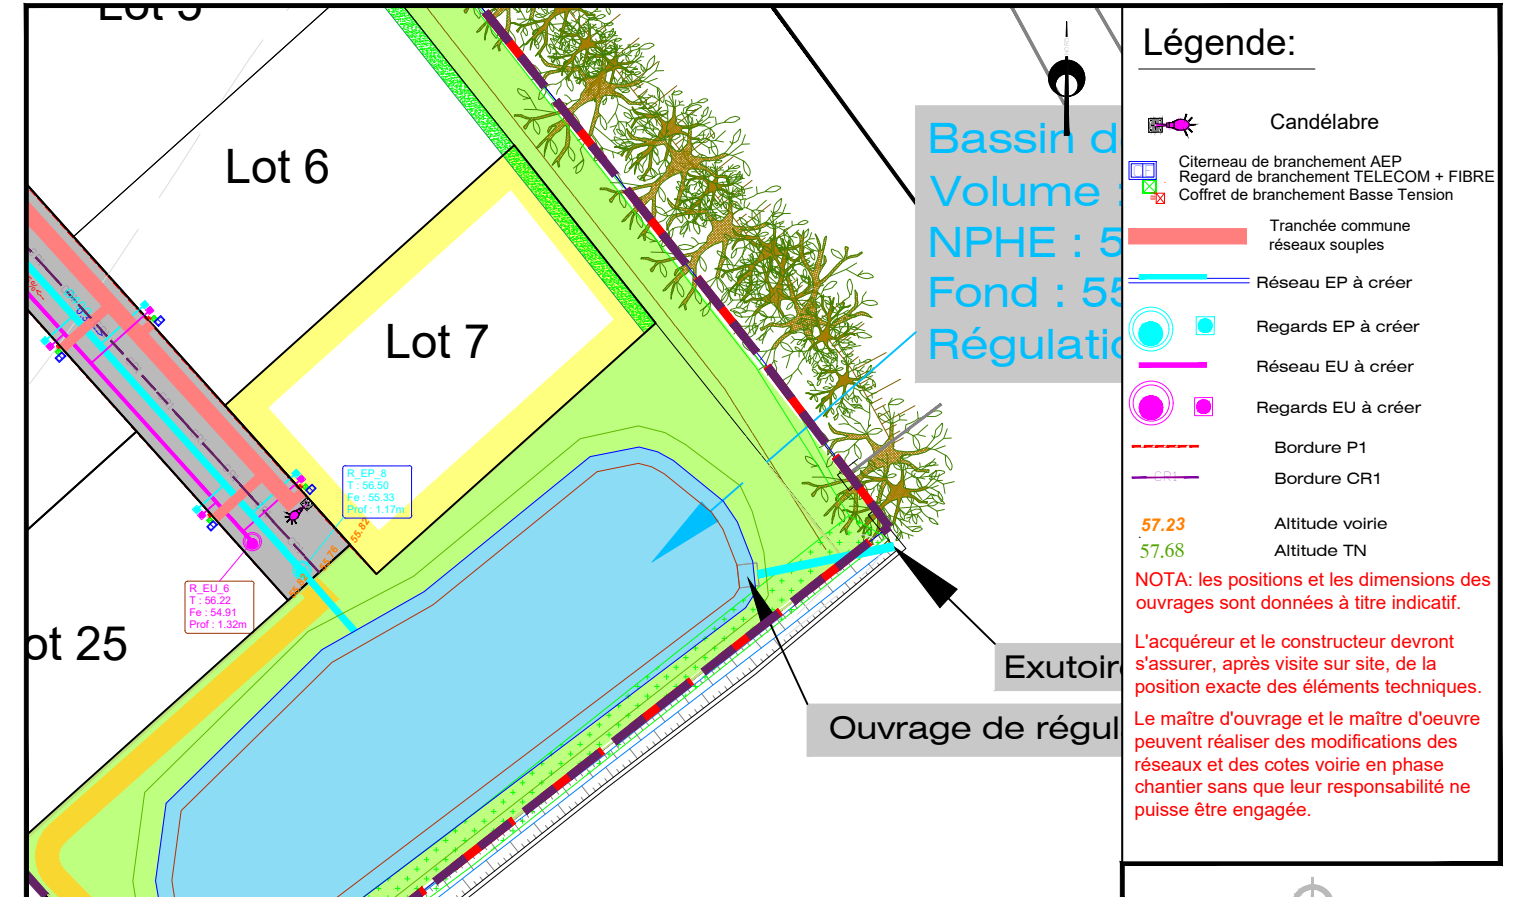 Lot 5
Lot 6
Lot 7
ot 25
R_EP_8
T : 56.50
Fe : 55.33
Prof : 1.17m
R_EU_6
T : 56.22
Fe : 54.91
Prof : 1.32m
55.82
Bassin d
Volume :
NPHE : 5
Fond : 55
Régulatio
Exutoire
Ouvrage de régul
Légende:
Candélabre
Citerneau de branchement AEP
Regard de branchement TELECOM + FIBRE
Coffret de branchement Basse Tension
Tranchée commune
réseaux souples
Réseau EP à créer
Regards EP à créer
Réseau EU à créer
Regards EU à créer
Bordure P1
CR1
Bordure CR1
57.23
Altitude voirie
57.68
Altitude TN
NOTA: les positions et les dimensions des
ouvrages sont données à titre indicatif.
L'acquéreur et le constructeur devront
s'assurer, après visite sur site, de la
position exacte des éléments techniques.
Le maître d'ouvrage et le maître d'oeuvre
peuvent réaliser des modifications des
réseaux et des cotes voirie en phase
chantier sans que leur responsabilité ne
puisse être engagée.